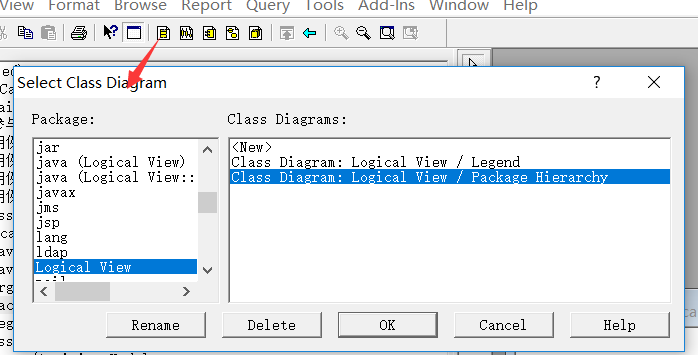 View Format Browse Report Query Tools Add-Ins Window Help
Select Class Diagram
?
Package:
Class Diagrams:
jar
java (Logical View)
java (Logical View::
javax
jms
jsp
lang
ldap
Logical View
<New>
Class Diagram: Logical View / Legend
Class Diagram: Logical View / Package Hierarchy
Rename
Delete
OK
Cancel
Help